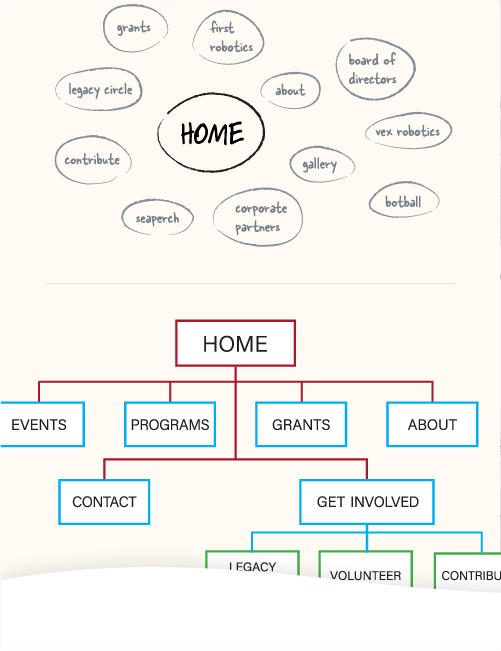 grants
first
robotics
board of
directors
legacy circle
about
HOME
vex robotics
contribute
gallery
botball
seaperch
corporate
partners
HOME
EVENTS
PROGRAMS
GRANTS
ABOUT
CONTACT
GET INVOLVED
LEGACY
VOLUNTEER
CONTRIBU